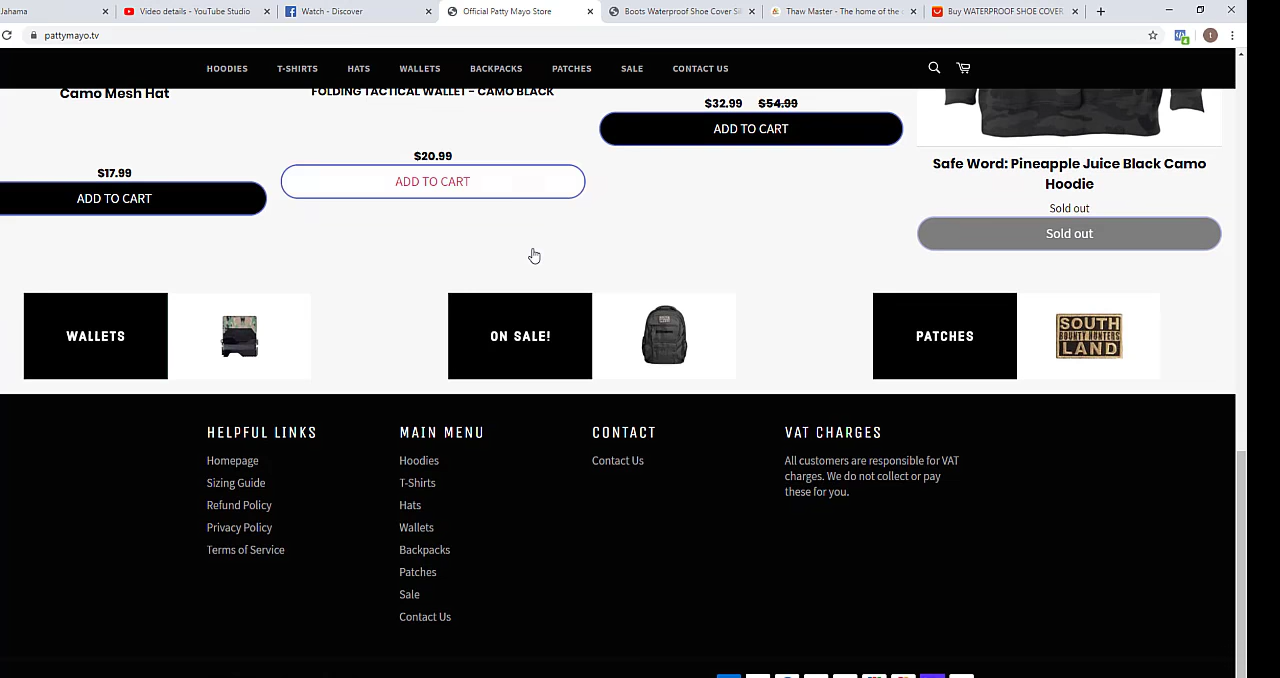 Jahama
Video details - YouTube Studio
Watch - Discover
Official Patty Mayo Store
Boots Waterproof Shoe Cover Sil
Thaw Master - The home of the
Buy WATERPROOF SHOE COVER
pattymayo.tv
t
HOODIES T-SHIRTS HATS WALLETS BACKPACKS PATCHES SALE CONTACT US
Camo Mesh Hat
$17.99
ADD TO CART
FOLDING TACTICAL WALLET - CAMO BLACK
$20.99
ADD TO CART
$32.99 $54.99
ADD TO CART
Safe Word: Pineapple Juice Black Camo
Hoodie
Sold out
Sold out
WALLETS
ON SALE!
PATCHES
SOUTH
BOUNTY HUNTERS
LAND
HELPFUL LINKS
Homepage
Sizing Guide
Refund Policy
Privacy Policy
Terms of Service
MAIN MENU
Hoodies
T-Shirts
Hats
Wallets
Backpacks
Patches
Sale
Contact Us
CONTACT
Contact Us
VAT CHARGES
All customers are responsible for VAT
charges. We do not collect or pay
these for you.